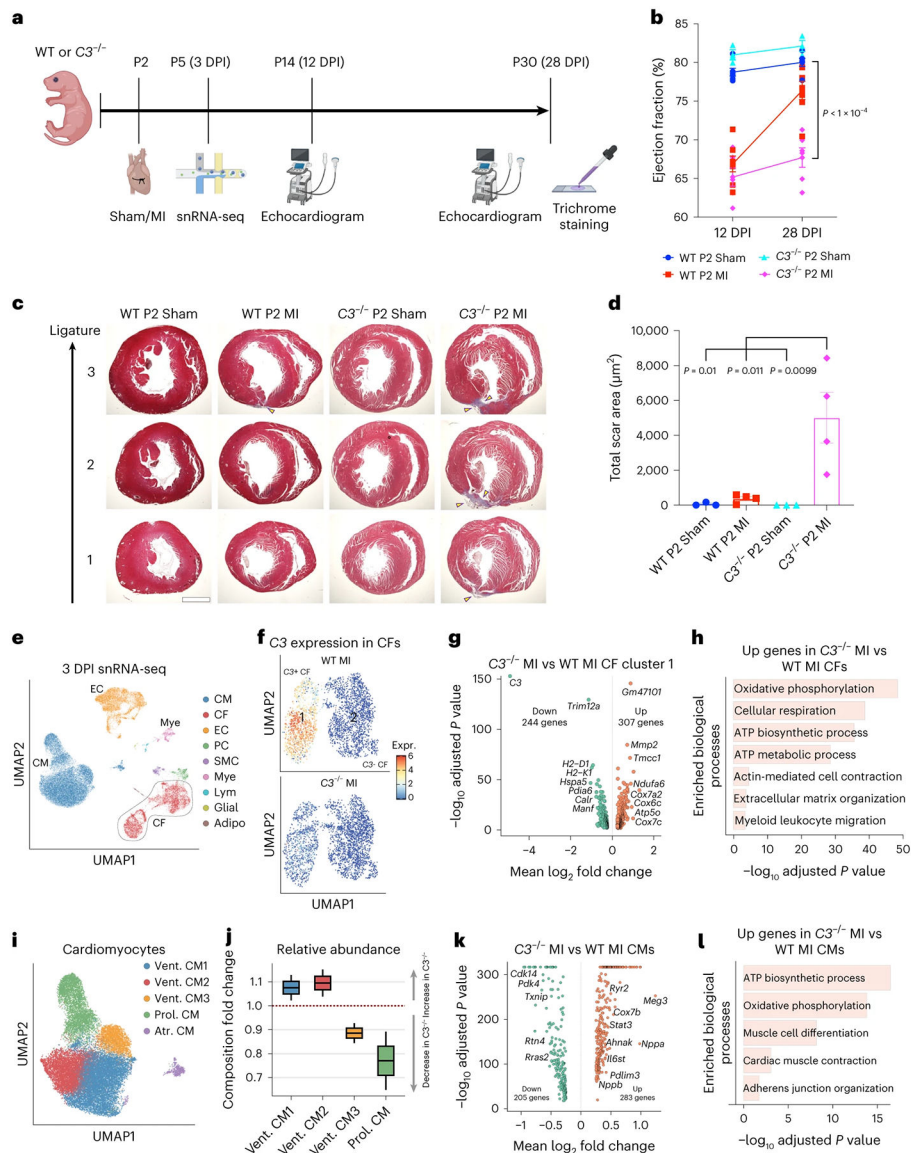 a
WT or C3−/−
P2
P5 (3 DPI)
P14 (12 DPI)
P30 (28 DPI)
Sham/MI
snRNA-seq
Echocardiogram
Echocardiogram
Trichrome
staining
b
Ejection fraction (%)
85
80
75
70
65
60
P < 1 × 10−4
12 DPI
28 DPI
WT P2 Sham
C3−/− P2 Sham
WT P2 MI
C3−/− P2 MI
c
Ligature
WT P2 Sham
WT P2 MI
C3−/− P2 Sham
C3−/− P2 MI
3
2
1
d
Total scar area (µm2)
10,000
8,000
6,000
4,000
2,000
0
P = 0.01
P = 0.011
P = 0.0099
WT P2 Sham
WT P2 MI
C3−/− P2 Sham
C3−/− P2 MI
e
3 DPI snRNA-seq
EC
Mye
CM
CF
CM
CF
EC
PC
SMC
Mye
Lym
Glial
Adipo
UMAP2
UMAP1
f
C3 expression in CFs
WT MI
C3+ CF
1
2
C3- CF
Expr.
6
4
2
0
C3−/− MI
UMAP2
UMAP2
UMAP1
g
C3−/− MI vs WT MI CF cluster 1
−log10 adjusted P value
150
100
50
0
C3
Trim12a
Gm47101
Down
244 genes
Up
307 genes
Mmp2
Tmcc1
H2−D1
H2−K1
Hspa5
Pdia6
Calr
Manf
Ndufa6
Cox7a2
Cox6c
Atp5o
Cox7c
−4
−2
0
2
Mean log2 fold change
h
Up genes in C3−/− MI vs
WT MI CFs
Enriched biological
processes
Oxidative phosphorylation
Cellular respiration
ATP biosynthetic process
ATP metabolic process
Actin-mediated cell contraction
Extracellular matrix organization
Myeloid leukocyte migration
0
10
20
30
40
50
−log10 adjusted P value
i
Cardiomyocytes
Vent. CM1
Vent. CM2
Vent. CM3
Prol. CM
Atr. CM
UMAP2
UMAP1
j
Relative abundance
Composition fold change
1.1
1.0
0.9
0.8
0.7
Decrease in C3−/−
Increase in C3−/−
Vent. CM1
Vent. CM2
Vent. CM3
Prol. CM
k
C3−/− MI vs WT MI CMs
−log10 adjusted P value
300
200
100
0
Cdk14
Pdk4
Txnip
Rtn4
Rras2
Ryr2
Meg3
Cox7b
Stat3
Ahnak
Nppa
Il6st
Pdlim3
Nppb
Down
205 genes
Up
283 genes
−1
−0.5
0
0.5
1.0
Mean log2 fold change
l
Up genes in C3−/− MI vs
WT MI CMs
Enriched biological
processes
ATP biosynthetic process
Oxidative phosphorylation
Muscle cell differentiation
Cardiac muscle contraction
Adherens junction organization
0
5
10
15
−log10 adjusted P value